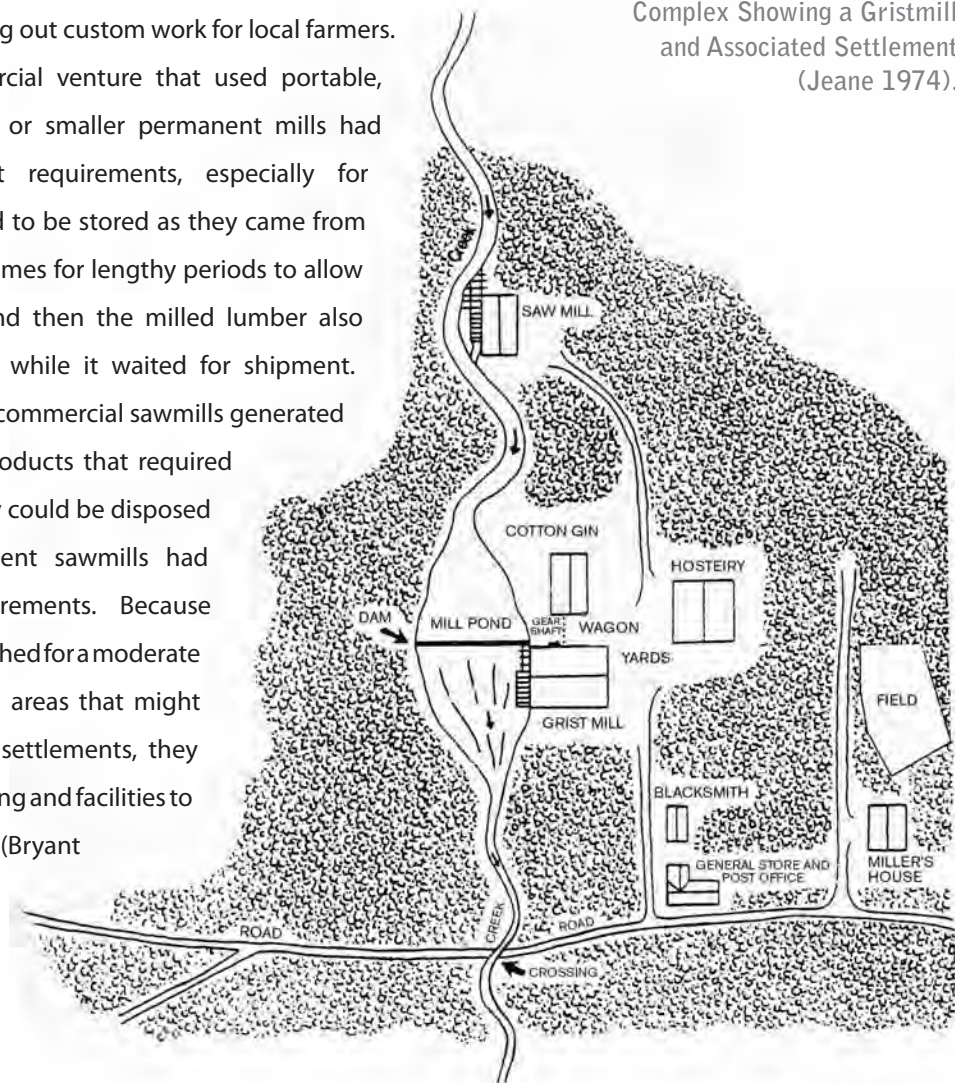 g out custom work for local farmers.
rcial venture that used portable,
or smaller permanent mills had
t requirements, especially for
d to be stored as they came from
mes for lengthy periods to allow
nd then the milled lumber also
while it waited for shipment.
commercial sawmills generated
oducts that required
y could be disposed
ent sawmills had
rements. Because
hed for a moderate
areas that might
settlements, they
ng and facilities to
(Bryant
Complex Showing a Gristmill
and Associated Settlement
(Jeane 1974).
Creek
SAW MILL
COTTON GIN
HOSTEIRY
DAM
MILL POND
GEAR
SHAFT
WAGON
YARDS
GRIST MILL
FIELD
BLACKSMITH
GENERAL STORE AND
POST OFFICE
MILLER'S
HOUSE
ROAD
CREEK
ROAD
CROSSING